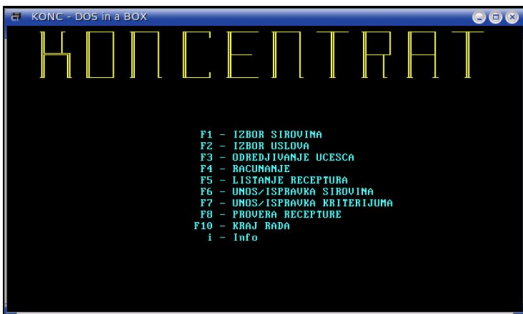 KONC - DOS in a BOX
KONCENTRAT
F1 - IZBOR SIROVINA
F2 - IZBOR USLOVA
F3 - ODREDJIVANJE UCESCA
F4 - RACUNANJE
F5 - LISTANJE RECEPTURA
F6 - UNOS/ISPRAVKA SIROVINA
F7 - UNOS/ISPRAVKA KRITERIJUMA
F8 - PROVERA RECEPTURE
F10 - KRAJ RADA
i - Info